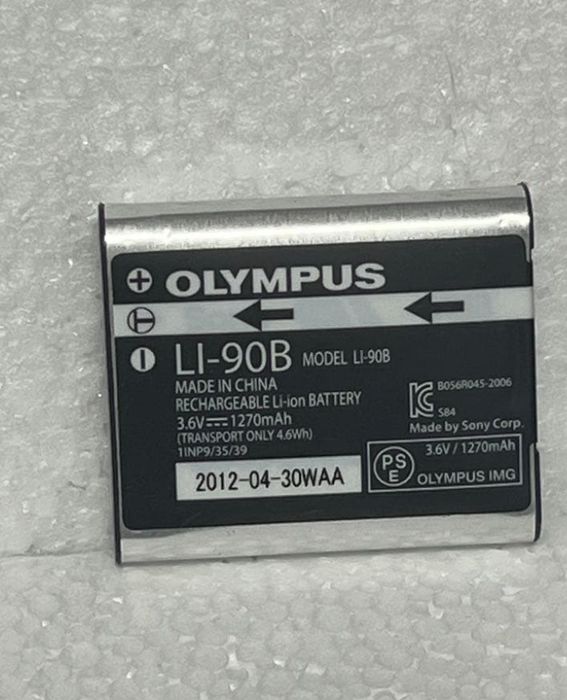 OLYMPUS
LI-90B MODEL LI-90B
MADE IN CHINA
RECHARGEABLE Li-ion BATTERY
3.6V⎓1270mAh
(TRANSPORT ONLY 4.6Wh)
1INP9/35/39
2012-04-30WAA
B056R045-2006
S84
Made by Sony Corp.
PS
E
3.6V/1270mAh
OLYMPUS IMG